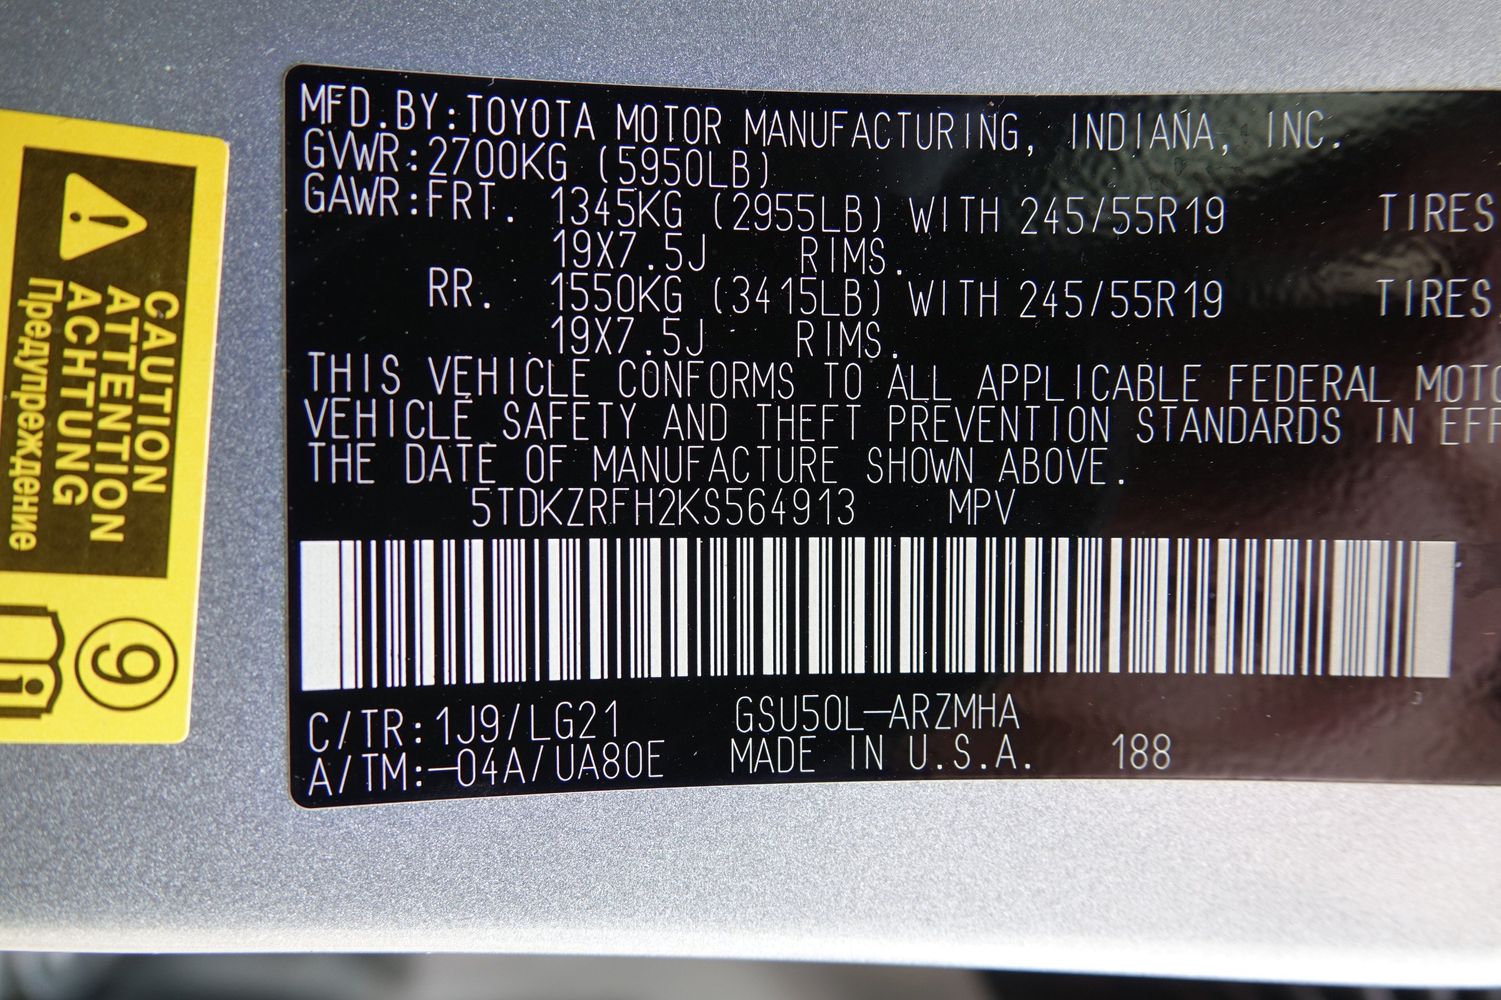 CAUTION
ATTENTION
ACHTUNG
Предупреждение
9
i
MFD.BY:TOYOTA MOTOR MANUFACTURING, INDIANA, INC.
GVWR:2700KG (5950LB)
GAWR:FRT. 1345KG (2955LB) WITH 245/55R19 TIRES
19X7.5J RIMS.
RR. 1550KG (3415LB) WITH 245/55R19 TIRES
19X7.5J RIMS.
THIS VEHICLE CONFORMS TO ALL APPLICABLE FEDERAL MOTO
VEHICLE SAFETY AND THEFT PREVENTION STANDARDS IN EFF
THE DATE OF MANUFACTURE SHOWN ABOVE.
5TDKZRFH2KS564913 MPV
C/TR:1J9/LG21 GSU50L-ARZMHA
A/TM:-04A/UA80E MADE IN U.S.A. 188